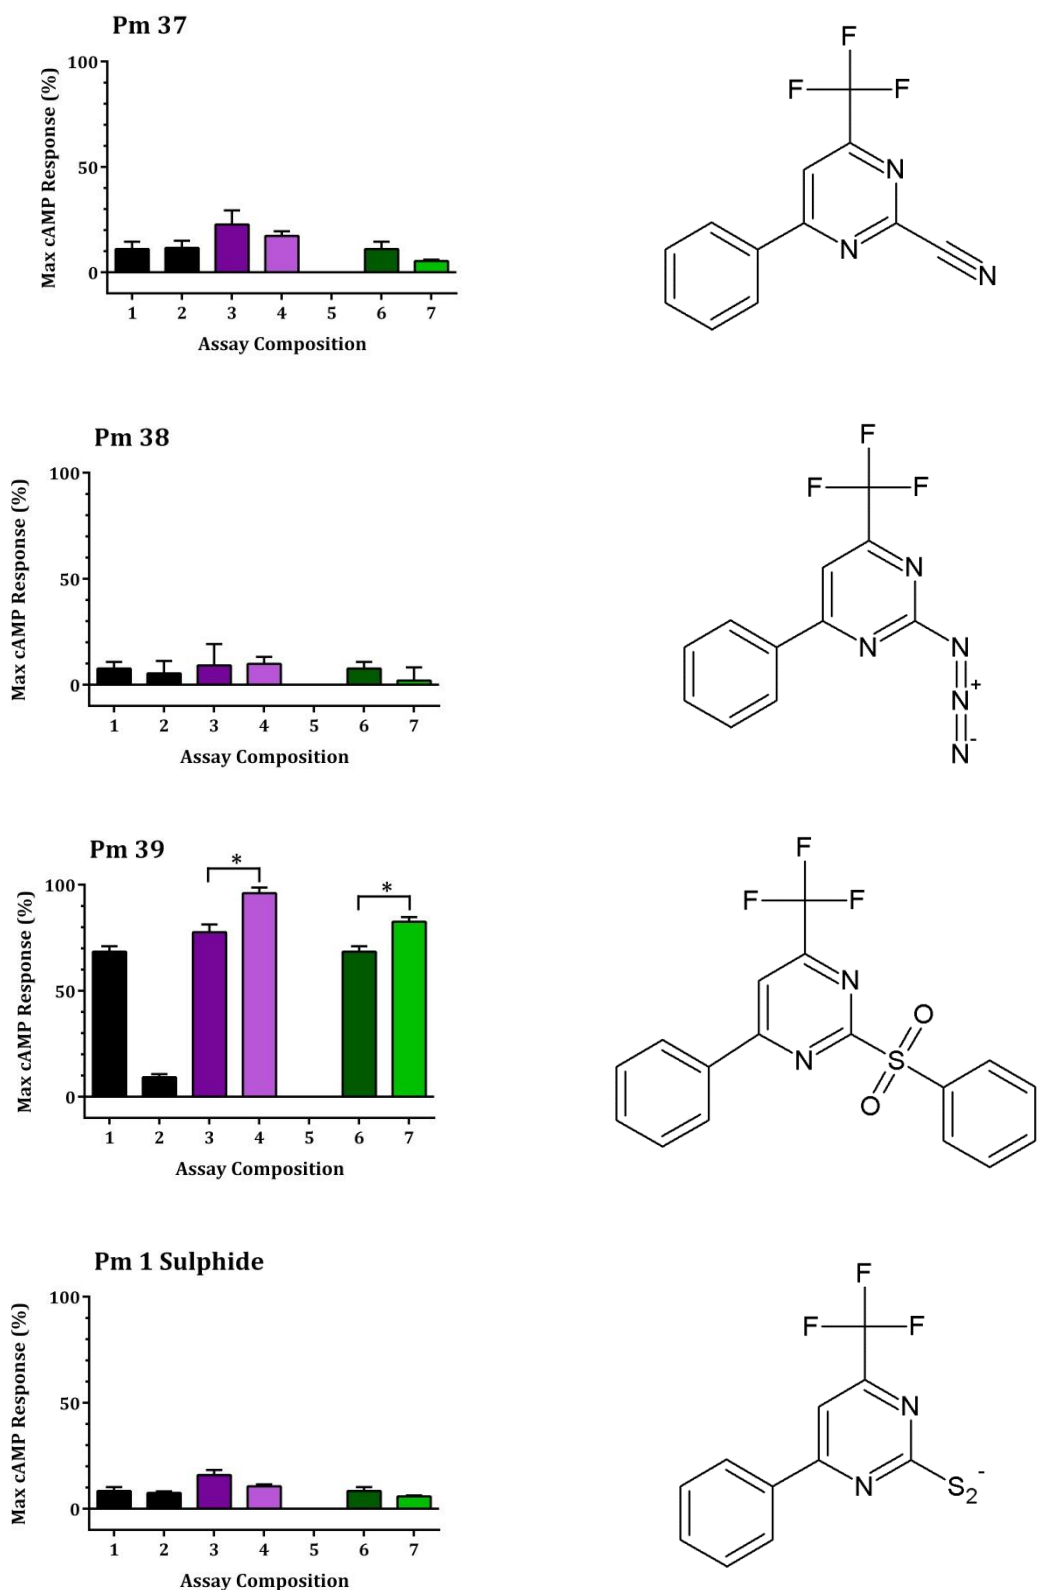 Pm 37
Max cAMP Response (%)
100
50
0
1 2 3 4 5 6 7
Assay Composition
F
F F
N
N
N
Pm 38
Max cAMP Response (%)
100
50
0
1 2 3 4 5 6 7
Assay Composition
F
F F
N
N N
N+
N-
Pm 39
Max cAMP Response (%)
* *
100
50
0
1 2 3 4 5 6 7
Assay Composition
F
F F
N
O
N S
O
Pm 1 Sulphide
Max cAMP Response (%)
100
50
0
1 2 3 4 5 6 7
Assay Composition
F
F F
N
N S2-